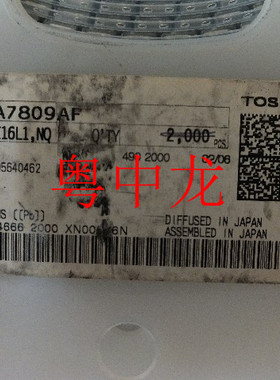 A7809AF
TOS
16L1,NQ Q'TY 2,000 PCS.
492 2000
5640462
粤中龙
DIFFUSED IN JAPAN
ASSEMBLED IN JAPAN
S [[Pb]]
4666 2000